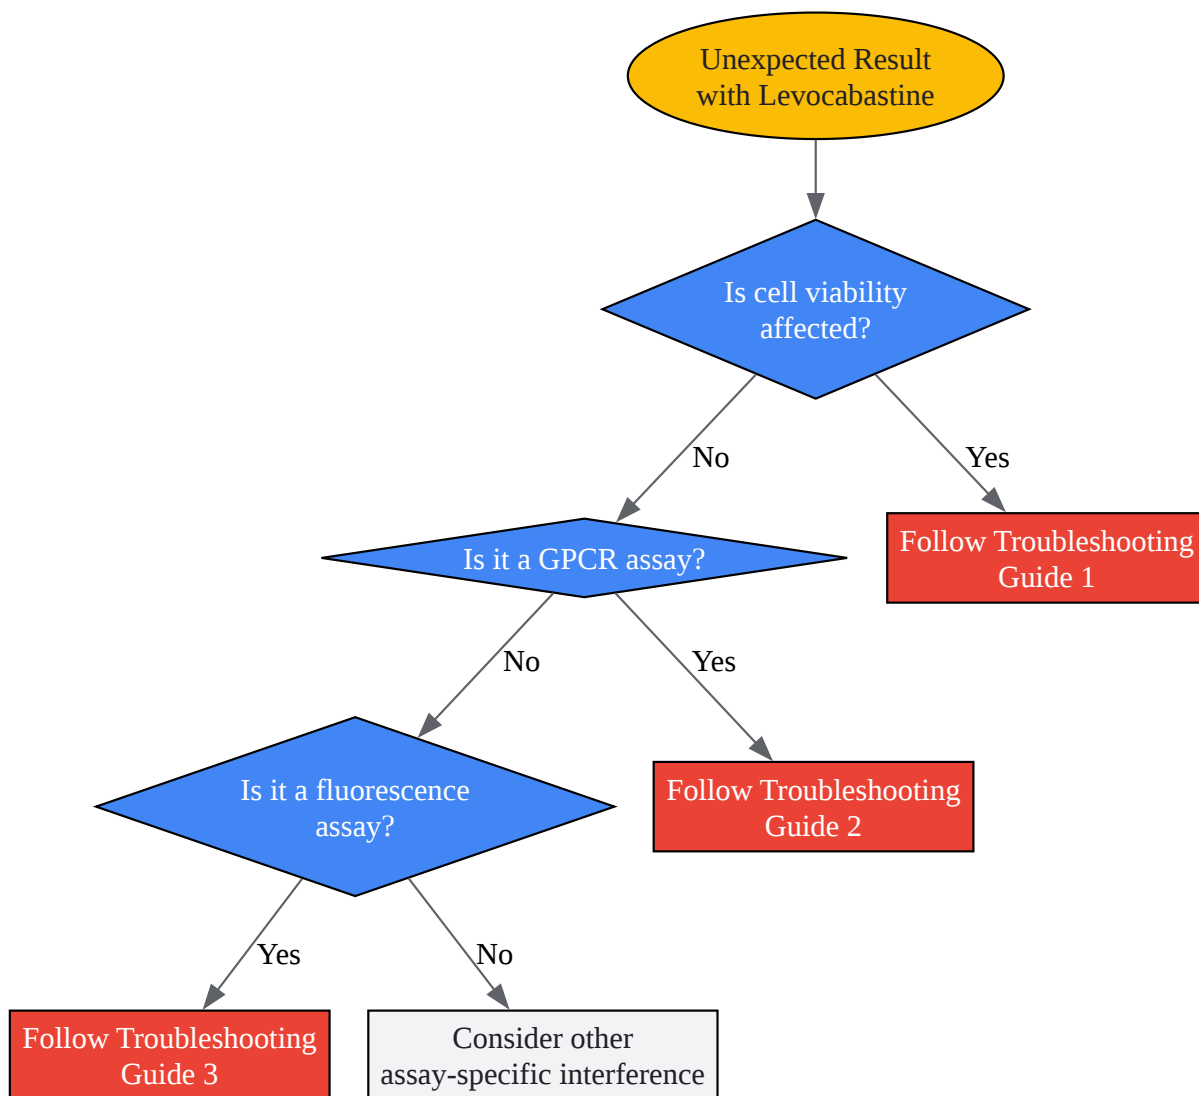 Unexpected Result
with Levocabastine
Is cell viability
affected?
No
Yes
Follow Troubleshooting
Guide 1
Is it a GPCR assay?
No
Yes
Follow Troubleshooting
Guide 2
Is it a fluorescence
assay?
Yes
No
Follow Troubleshooting
Guide 3
Consider other
assay-specific interference